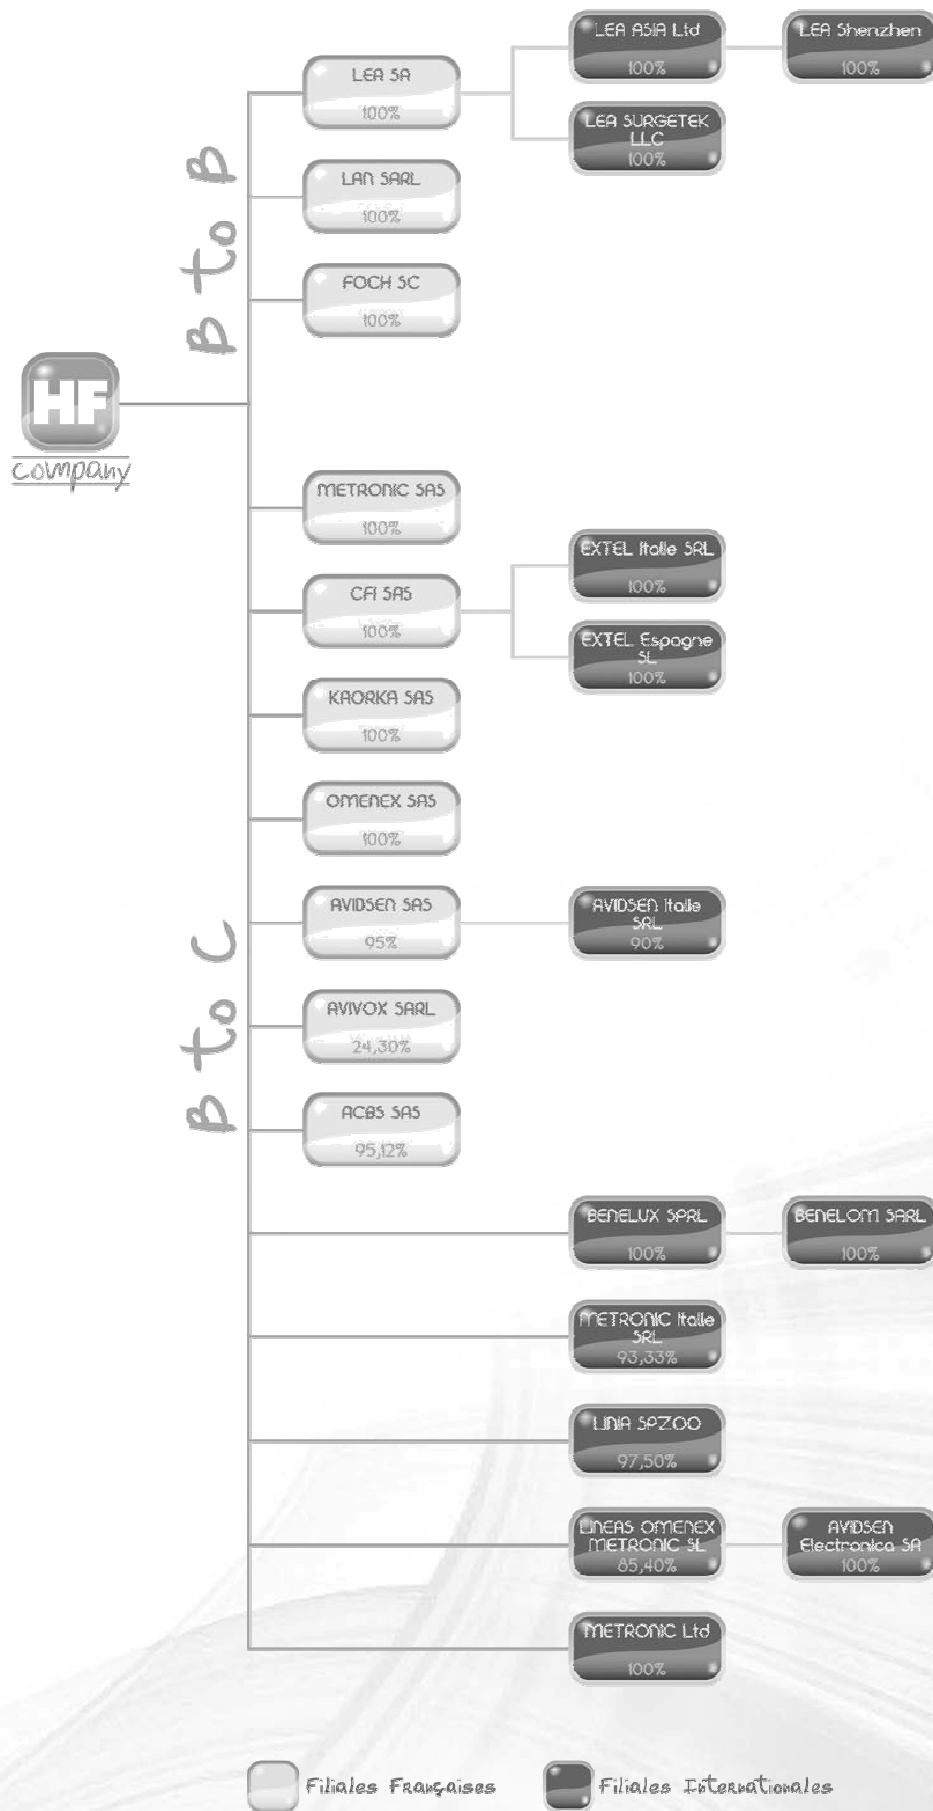 LEA ASIA Ltd
100%
LEA Shenzhen
100%
LEA SA
100%
LEA SURGETEK
LLC
100%
B to B
LAN SARL
100%
FOCH SC
100%
HF
company
METRONIC SAS
100%
EXTEL Italie SRL
100%
CFI SAS
100%
EXTEL Espagne
SL
100%
KAORKA SAS
100%
OMENEX SAS
100%
AVIDSEN SAS
95%
AVIDSEN Italie
SRL
90%
B to C
AVIVOX SARL
24,30%
ACBS SAS
95,12%
BENELUX SPRL
100%
BENELOM SARL
100%
METRONIC Italie
SRL
93,33%
LINIA SPZOO
97,50%
LINEAS OMENEX
METRONIC SL
85,40%
AVIDSEN
Electronica SA
100%
METRONIC Ltd
100%
Filiales Françaises
Filiales Internationales